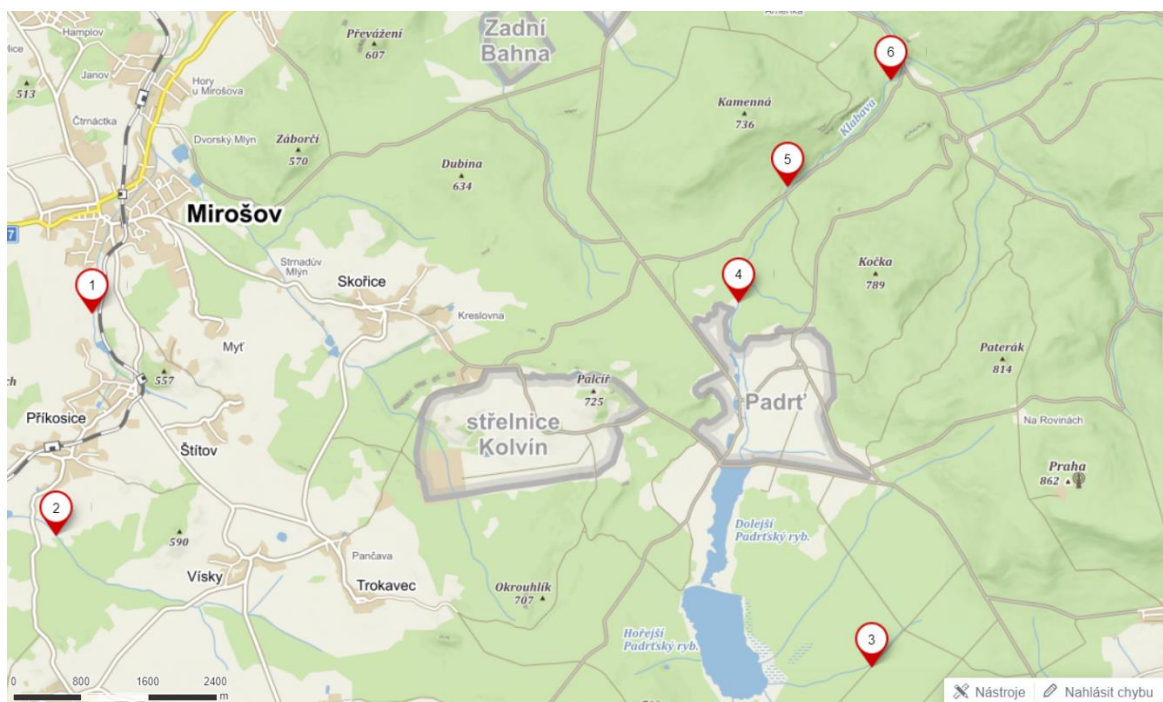 Hamplov
Hory
u Mirošova
Janov
513
Čtrnáctka
Převážení
607
Zadní
Bahna
6
Kamenná
736
Klabava
Dvorský Mlýn
Záborčí
570
Dubina
634
5
Mirošov
7
Strnadův
Mlýn
Skořice
Kreslovna
4
Kočka
789
1
Myť
557
Palcíř
725
Paterák
814
Příkosice
Štítov
střelnice
Kolvín
Padrť
Na Rovinách
Praha
862
2
590
Dolejší
Padrťský ryb.
Vísky
Pančava
Trokavec
Okrouhlík
707
Hořejší
Padrťský ryb.
3
0 800 1600 2400
m
Nástroje
Nahlásit chybu